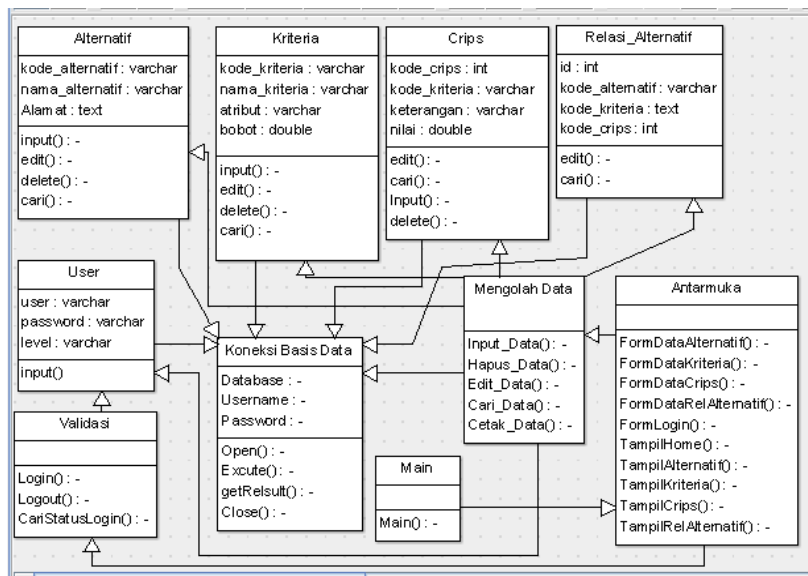 Alternatif
kode_alternatif : varchar
nama_alternatif : varchar
Alamat : text
input() : -
edit() : -
delete() : -
cari() : -
Kriteria
kode_kriteria : varchar
nama_kriteria : varchar
atribut : varchar
bobot : double
input() : -
edit() : -
delete() : -
cari() : -
Crips
kode_crips : int
kode_kriteria : varchar
keterangan : varchar
nilai : double
edit() : -
cari() : -
Input() : -
delete() : -
Relasi_Alternatif
id : int
kode_alternatif : varchar
kode_kriteria : text
kode_crips : int
edit() : -
cari() : -
User
user : varchar
password : varchar
level : varchar
input()
Koneksi Basis Data
Database : -
Username : -
Password : -
Open() : -
Excute() : -
getRelsult() : -
Close() : -
Mengolah Data
Input_Data() : -
Hapus_Data() : -
Edit_Data() : -
Cari_Data() : -
Cetak_Data() : -
Antarmuka
FormDataAlternatif() : -
FormDataKriteria() : -
FormDataCrips() : -
FormDataRelAlternatif() : -
FormLogin() : -
TampilHome() : -
TampilAlternatif() : -
TampilKriteria() : -
TampilCrips() : -
TampilRelAlternatif() : -
Validasi
Login() : -
Logout() : -
CariStatusLogin() : -
Main
Main() : -